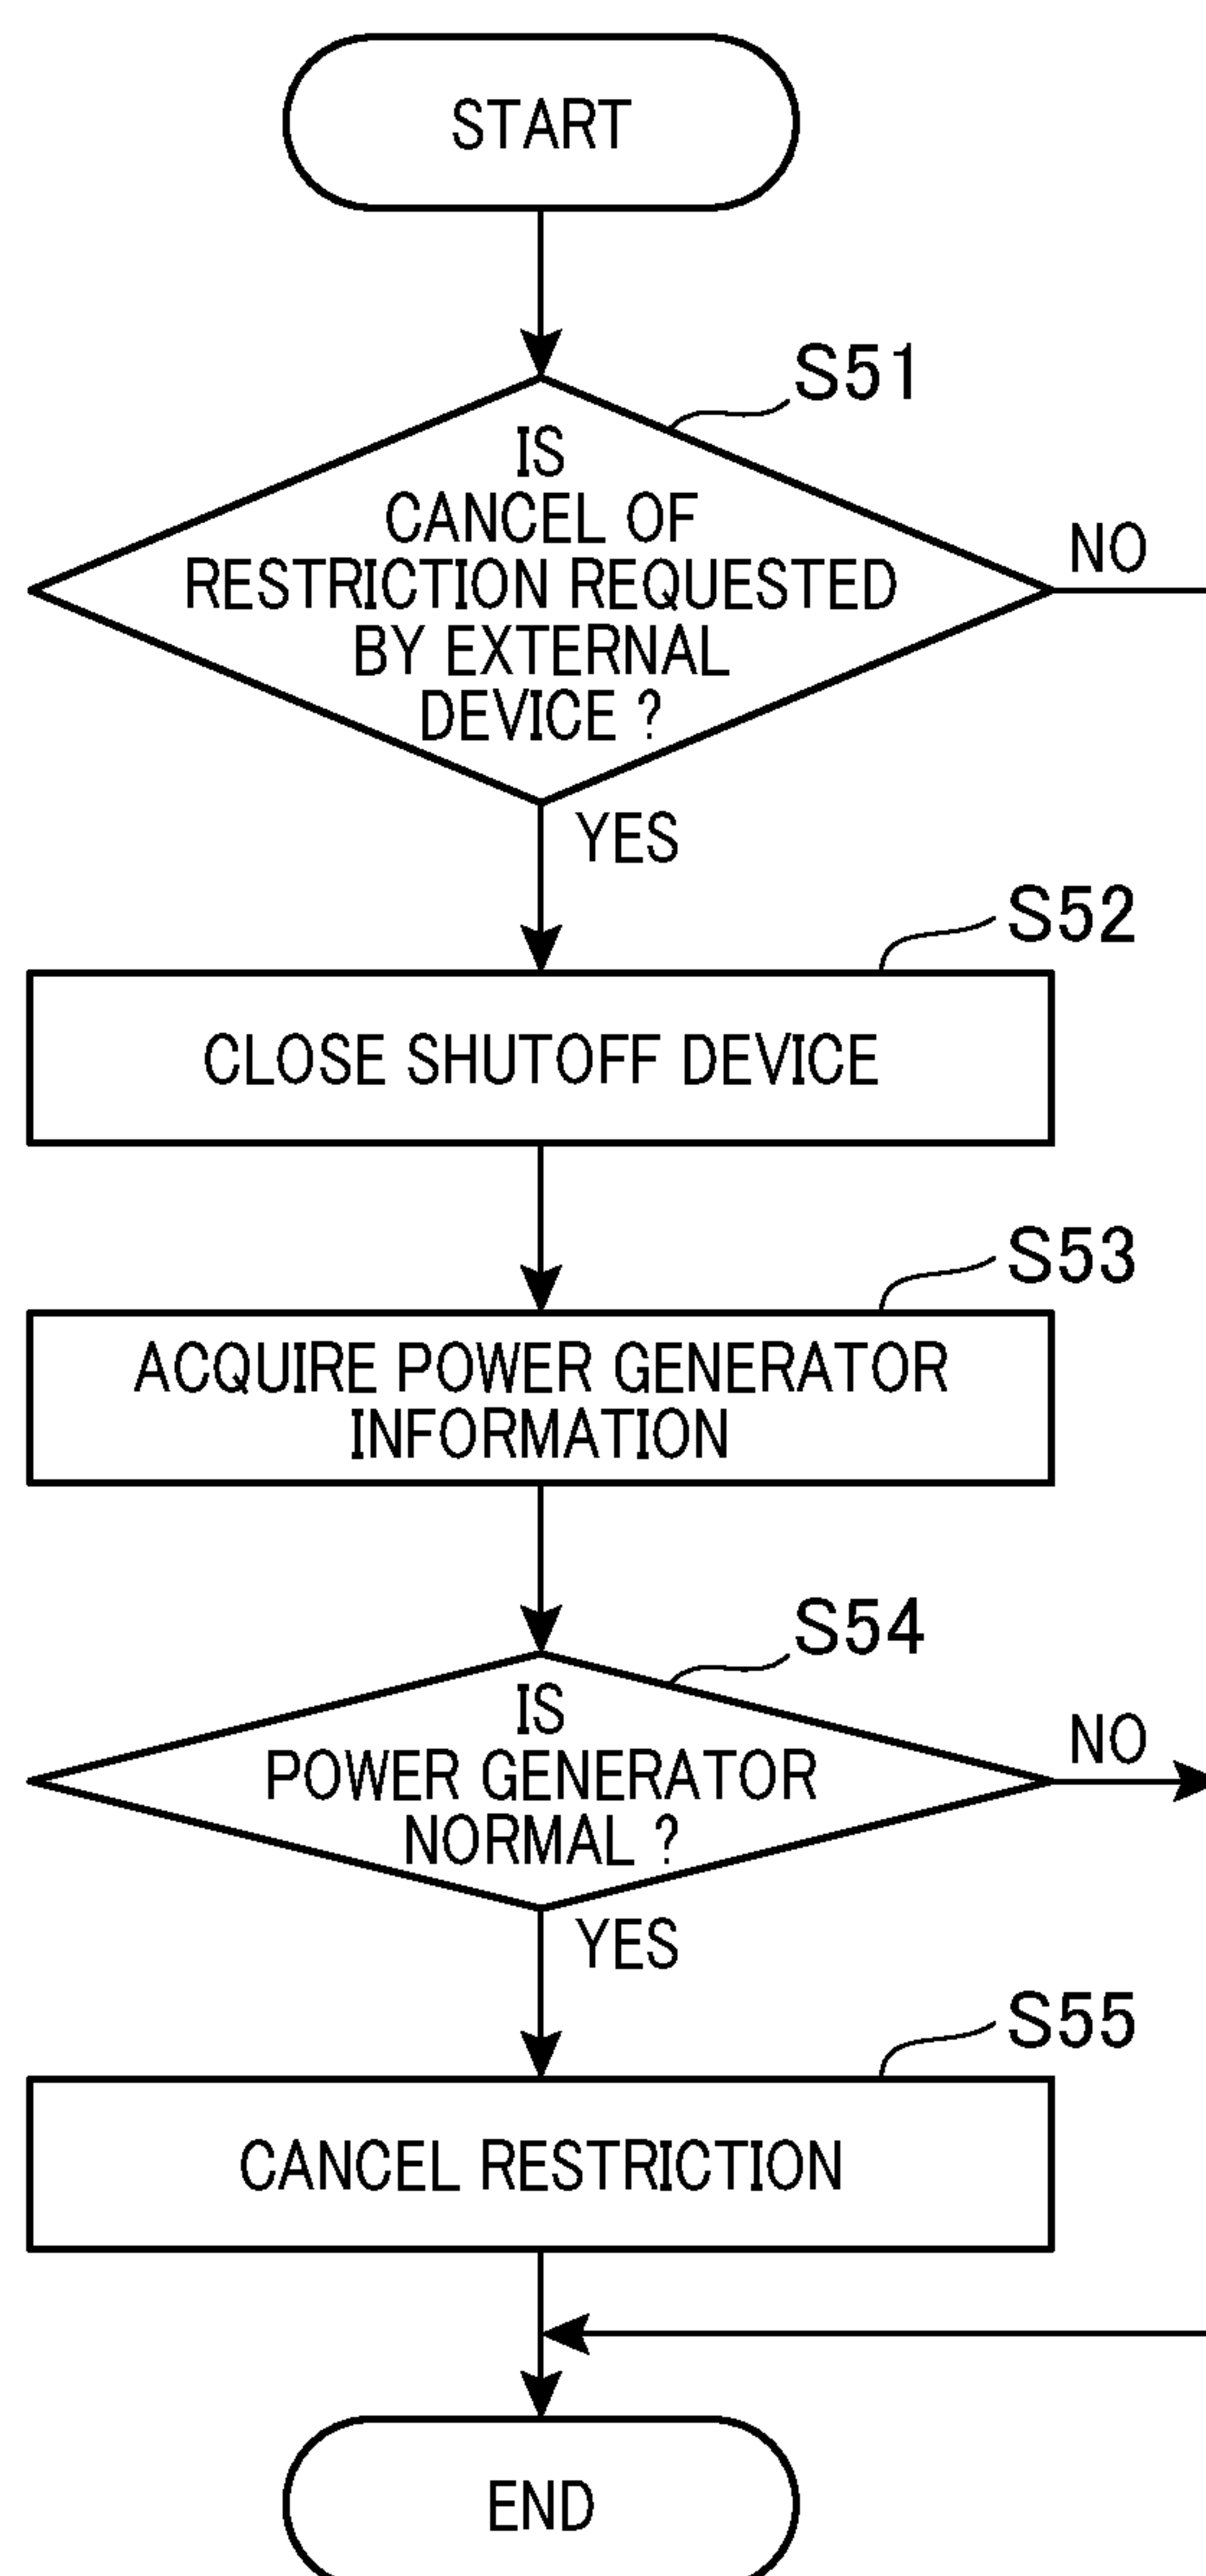 START
S51
IS
CANCEL OF
RESTRICTION REQUESTED
BY EXTERNAL
DEVICE ?
NO
YES
S52
CLOSE SHUTOFF DEVICE
S53
ACQUIRE POWER GENERATOR
INFORMATION
S54
IS
POWER GENERATOR
NORMAL ?
NO
YES
S55
CANCEL RESTRICTION
END